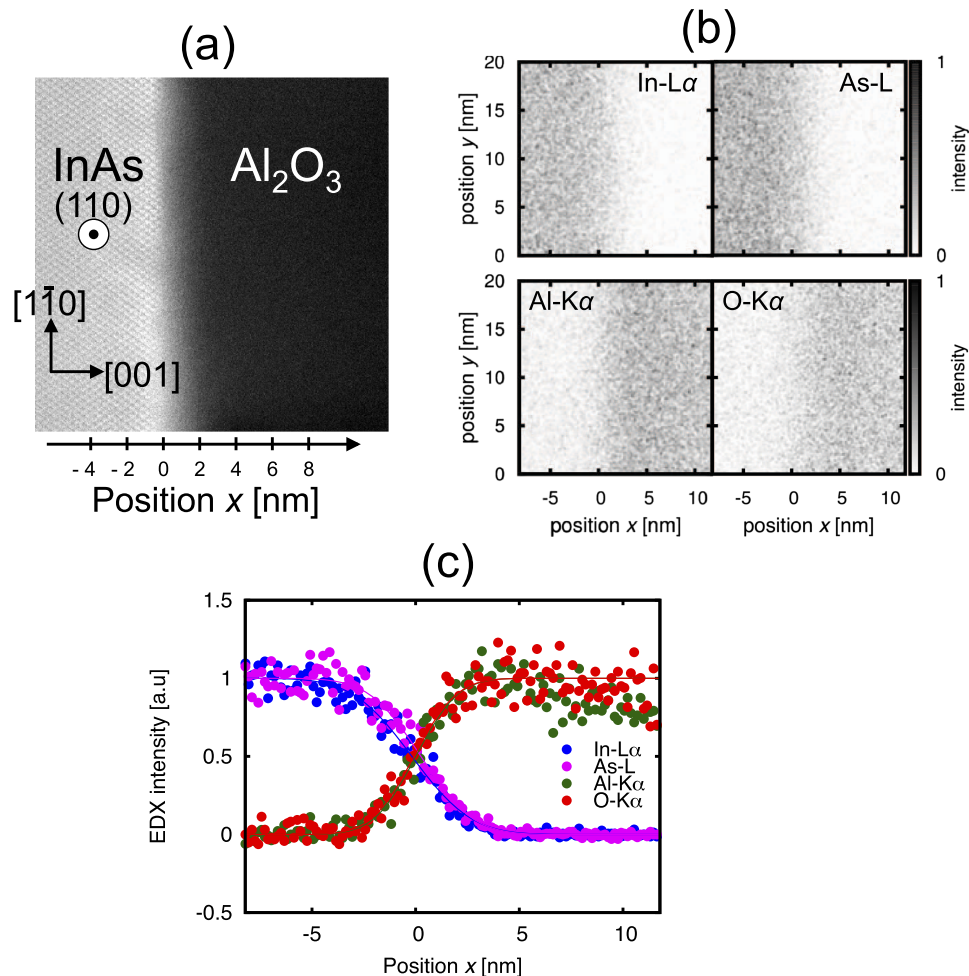 (a)
InAs
(110)
Al₂O₃
[11̄0]
[001]
- 4 - 2 0 2 4 6 8
Position x [nm]
(b)
In-Lα
As-L
20
15
10
5
0
position y [nm]
1
0
intensity
Al-Kα
O-Kα
20
15
10
5
0
position y [nm]
1
0
intensity
-5 0 5 10
-5 0 5 10
position x [nm]
position x [nm]
(c)
1.5
1
0.5
0
-0.5
EDX intensity [a.u]
In-Lα
As-L
Al-Kα
O-Kα
-5 0 5 10
Position x [nm]